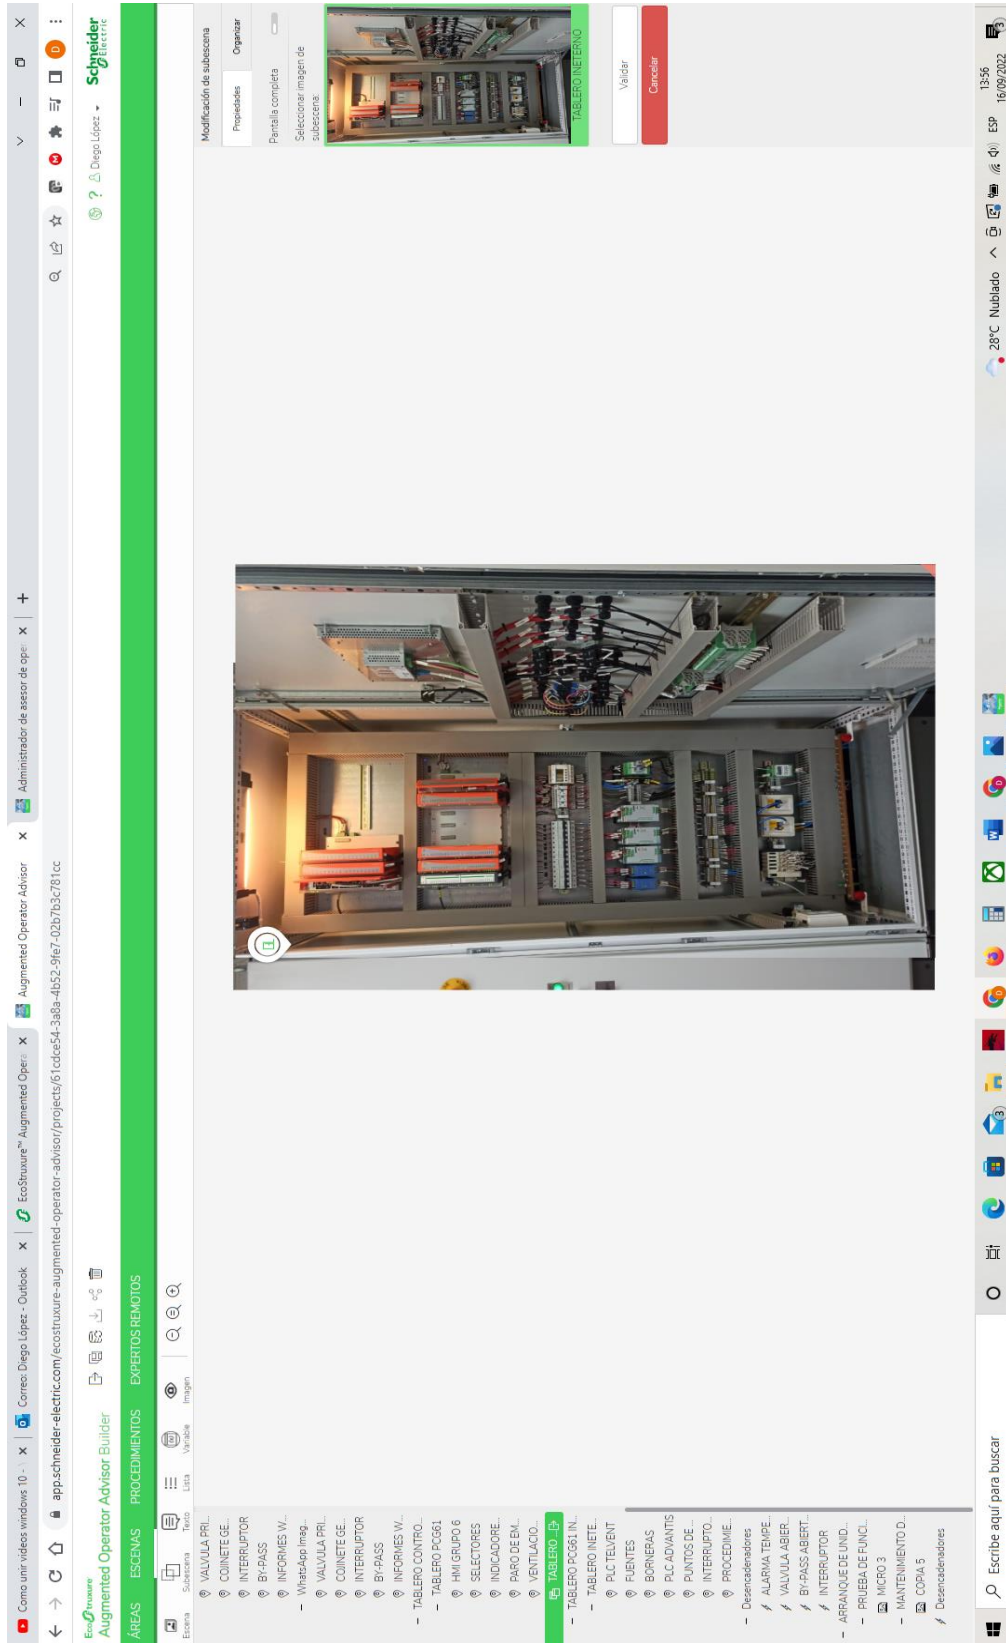 Como unir videos windows 10 -
Correo: Diego López - Outlook
EcoStruxure™ Augmented Opera
Augmented Operator Advisor
Administrador de asesor de ope
app.schneider-electric.com/ecostruxure-augmented-operator-advisor/projects/61cdce54-3a8a-4b52-9fe7-02b7b3c781cc
EcoStruxure
Augmented Operator Advisor Builder
? Diego López
Schneider Electric
ÁREAS ESCENAS PROCEDIMIENTOS EXPERTOS REMOTOS
Escena Subescena Texto Lista Variable Imagen
VALVULA PRI...
COJINETE GE...
INTERRUPTOR
BY-PASS
INFORMES W...
WhatsApp Imag...
VALVULA PRI...
COJINETE GE...
INTERRUPTOR
BY-PASS
INFORMES W...
TABLERO CONTRO...
TABLERO PCG61
HMI GRUPO 6
SELECTORES
INDICADORE...
PARO DE EM...
VENTILACIO...
TABLERO ...
TABLERO PCG61 IN...
TABLERO INETE...
PLC TELVENT
FUENTES
BORNERAS
PLC ADVANTIS
PUNTOS DE ...
INTERRUPTO...
PROCEDIMIE...
Desencadenadores
ALARMA TEMPE...
VALVULA ABIER...
BY-PASS ABIERT...
INTERRUPTOR
ARRANQUE DE UNID...
PRUEBA DE FUNCI...
MICRO 3
MANTENIMIENTO D...
COPIA 5
Desencadenadores
Modificación de subescena
Propiedades Organizar
Pantalla completa
Seleccionar imagen de
subescena:
TABLERO INETERNO
Validar
Cancelar
Escribe aquí para buscar
28°C Nublado
ESP
13:56
16/09/2022